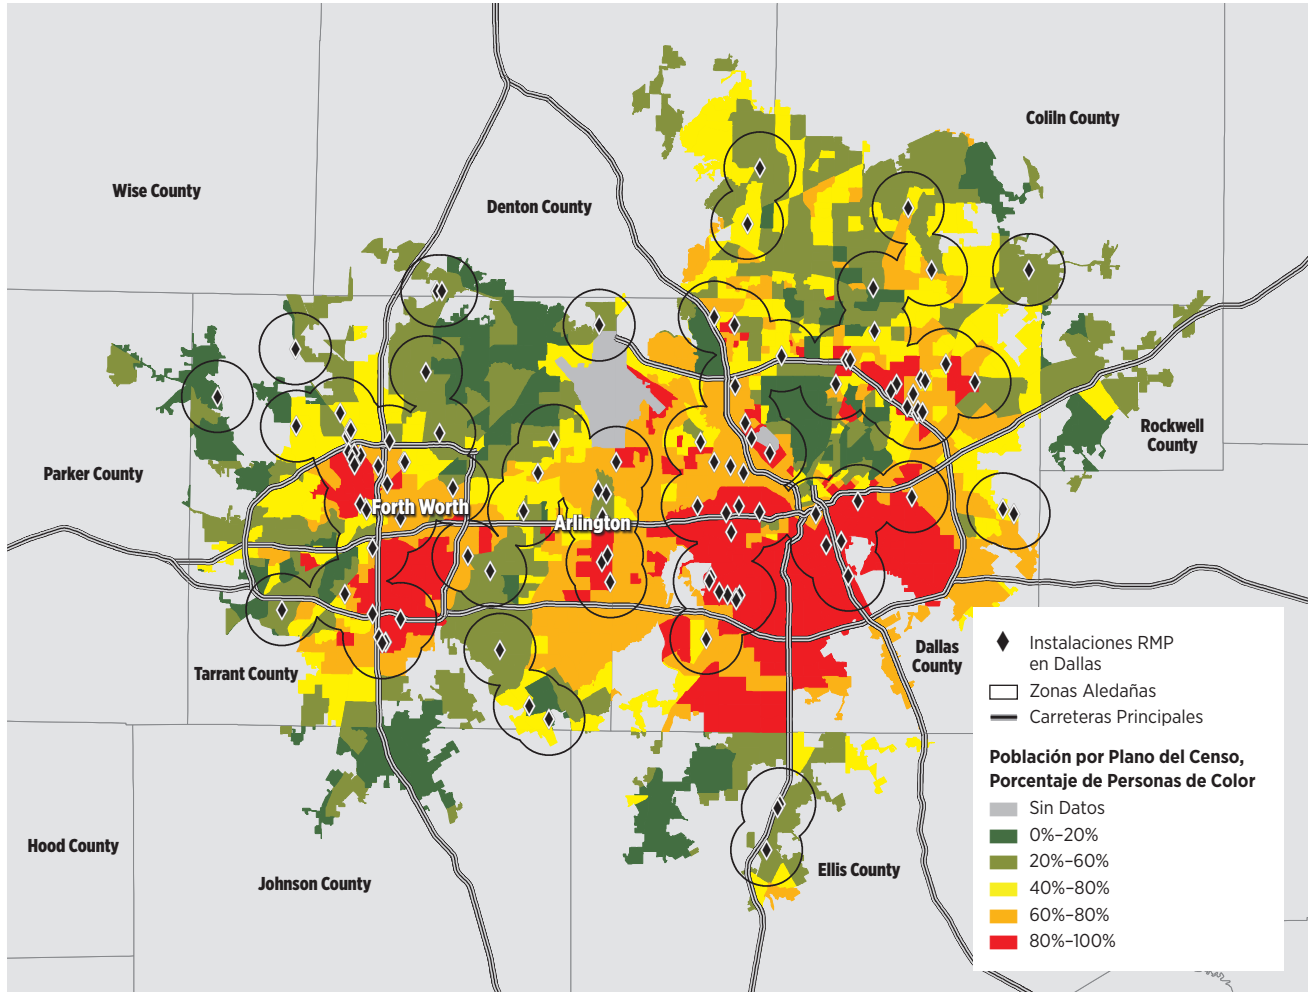 Coliln County
Wise County
Denton County
Rockwell
County
Parker County
Forth Worth
Arlington
Tarrant County
Dallas
County
Hood County
Johnson County
Ellis County
Instalaciones RMP
en Dallas
Zonas Aledañas
Carreteras Principales
Población por Plano del Censo,
Porcentaje de Personas de Color
Sin Datos
0%–20%
20%–60%
40%–80%
60%–80%
80%–100%